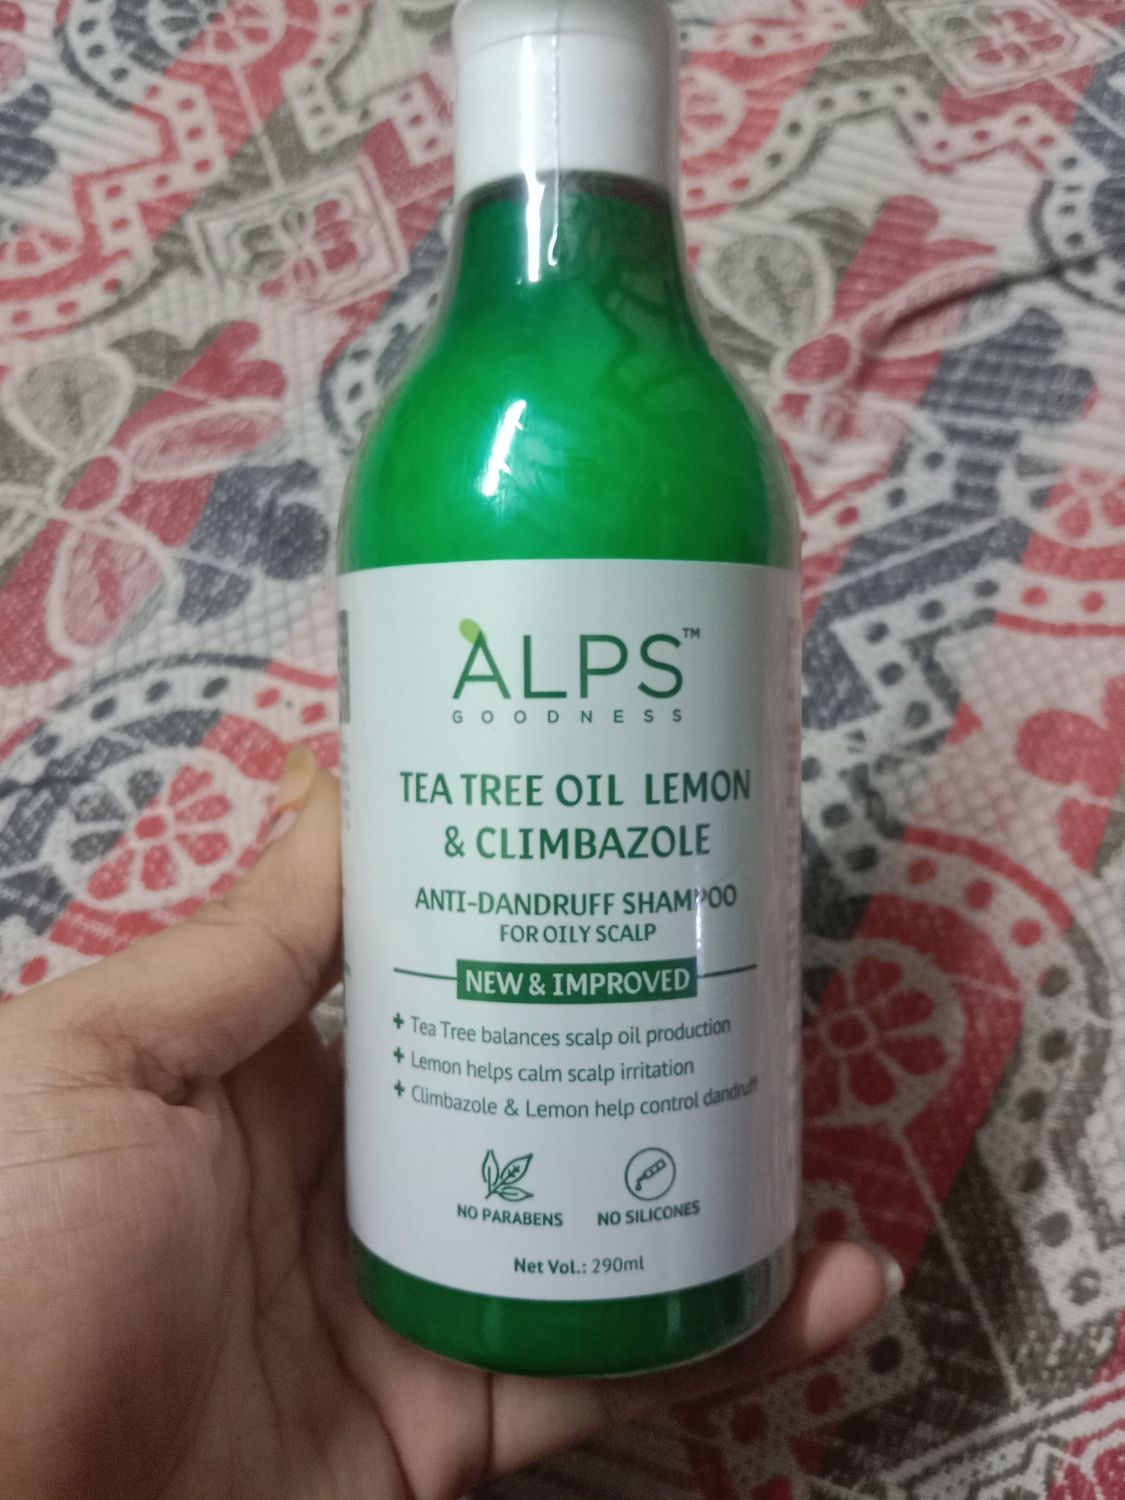 ALPS™
GOODNESS
TEA TREE OIL LEMON
& CLIMBAZOLE
ANTI-DANDRUFF SHAMPOO
FOR OILY SCALP
NEW & IMPROVED
+ Tea Tree balances scalp oil production
+ Lemon helps calm scalp irritation
+ Climbazole & Lemon help control dandruff
NO PARABENS NO SILICONES
Net Vol.: 290ml